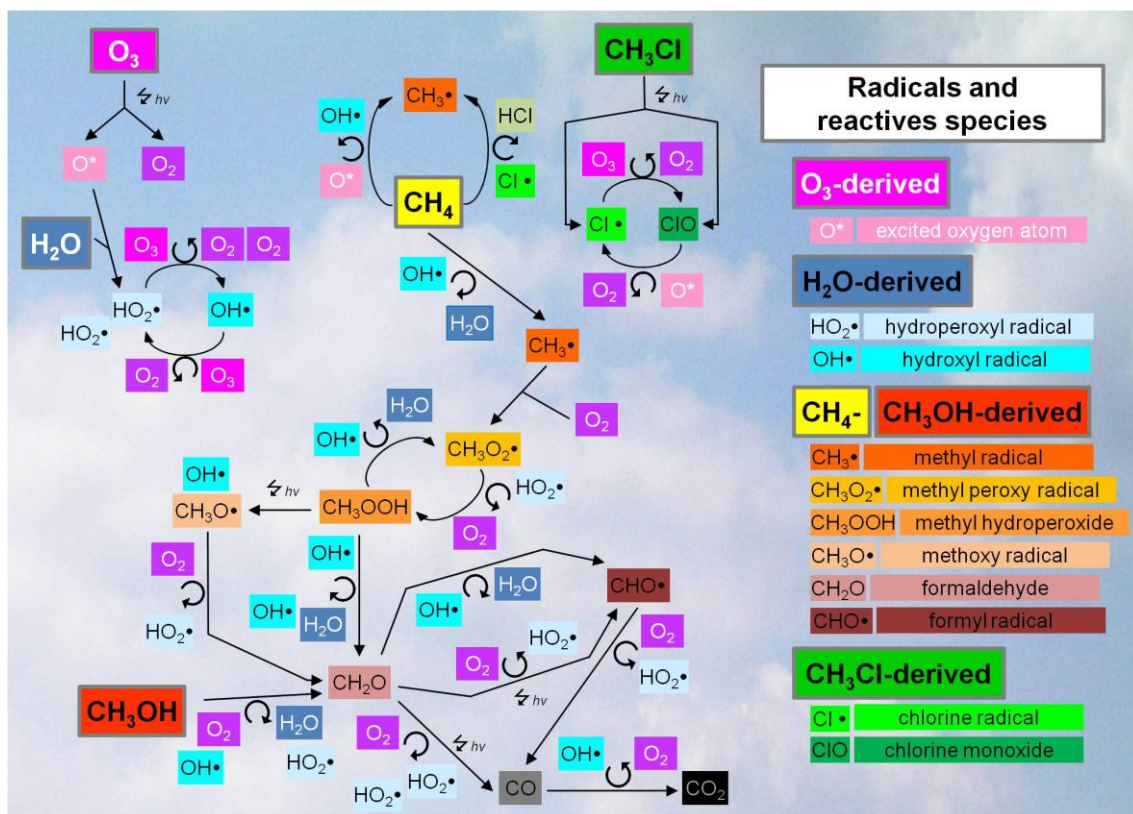 O₃
hv
O*
O₂
H₂O
O₃
O₂
O₂
HO₂•
HO₂•
OH•
O₂
O₃
CH₃•
OH•
O*
HCl
Cl •
CH₄
OH•
H₂O
CH₃•
O₂
CH₃Cl
hv
O₃
O₂
Cl •
ClO
O₂
O*
H₂O
OH•
CH₃O₂•
HO₂•
O₂
CH₃OOH
hv
OH•
CH₃O•
O₂
HO₂•
OH•
OH•
H₂O
CH₂O
CH₃OH
O₂
H₂O
OH•
HO₂•
OH•
H₂O
CHO•
O₂
HO₂•
hv
O₂
HO₂•
O₂
HO₂•
HO₂•
hv
CO
OH•
O₂
CO₂
Radicals and
reactives species
O₃-derived
O* excited oxygen atom
H₂O-derived
HO₂• hydroperoxyl radical
OH• hydroxyl radical
CH₄- CH₃OH-derived
CH₃• methyl radical
CH₃O₂• methyl peroxy radical
CH₃OOH methyl hydroperoxide
CH₃O• methoxy radical
CH₂O formaldehyde
CHO• formyl radical
CH₃Cl-derived
Cl • chlorine radical
ClO chlorine monoxide